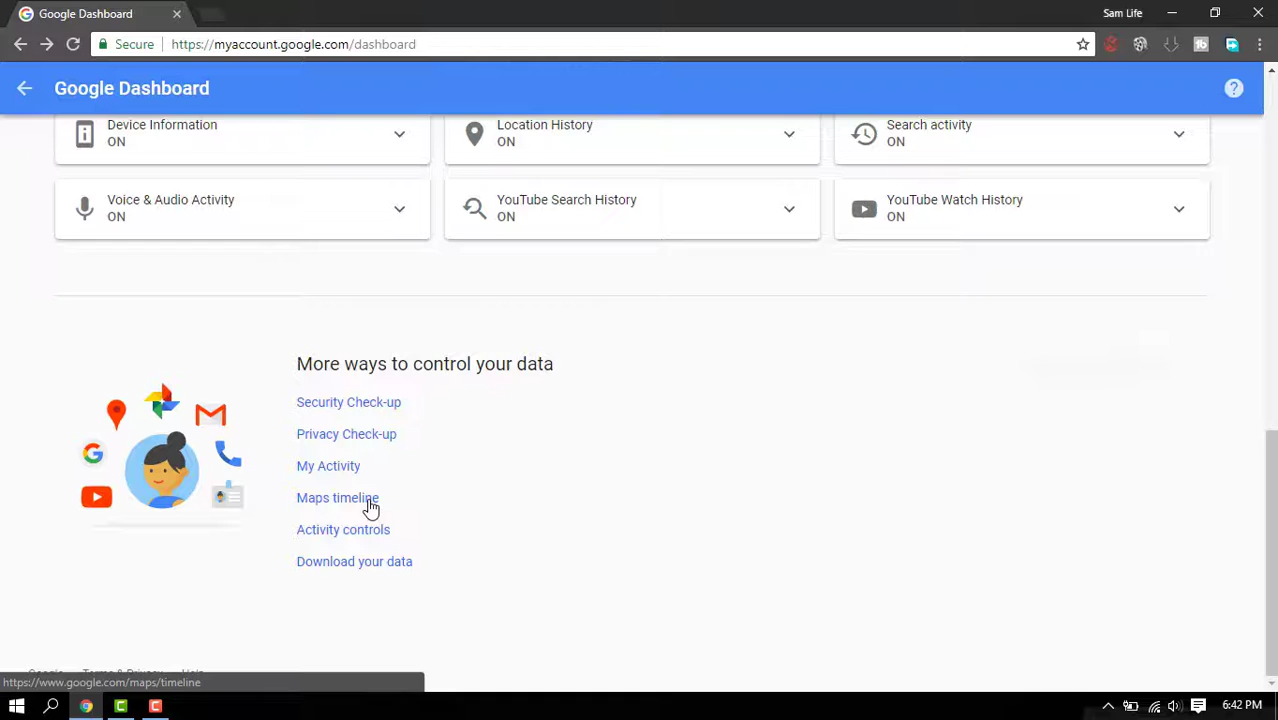 Google Dashboard
Sam Life
Secure
https://myaccount.google.com/dashboard
Google Dashboard
Device Information
ON
Location History
ON
Search activity
ON
Voice & Audio Activity
ON
YouTube Search History
ON
YouTube Watch History
ON
More ways to control your data
Security Check-up
Privacy Check-up
My Activity
Maps timeline
Activity controls
Download your data
https://www.google.com/maps/timeline
6:42 PM